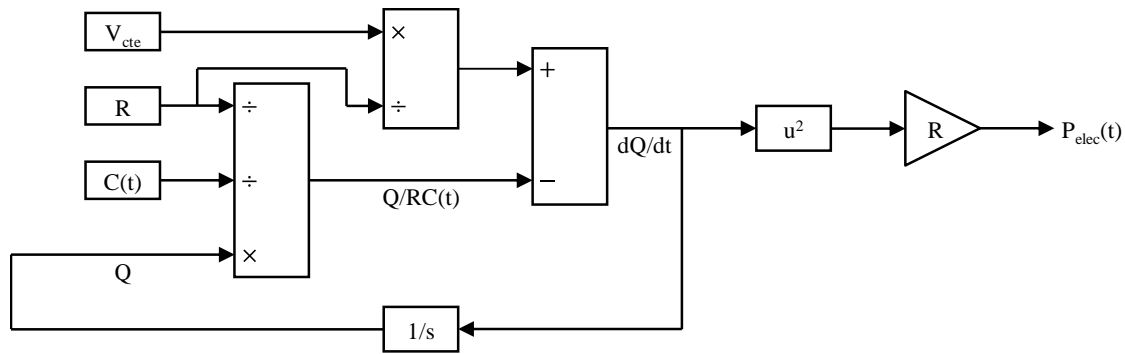 V_cte
×
÷
+
R
÷
dQ/dt
u²
R
P_elec(t)
C(t)
÷
−
Q/RC(t)
×
Q
1/s